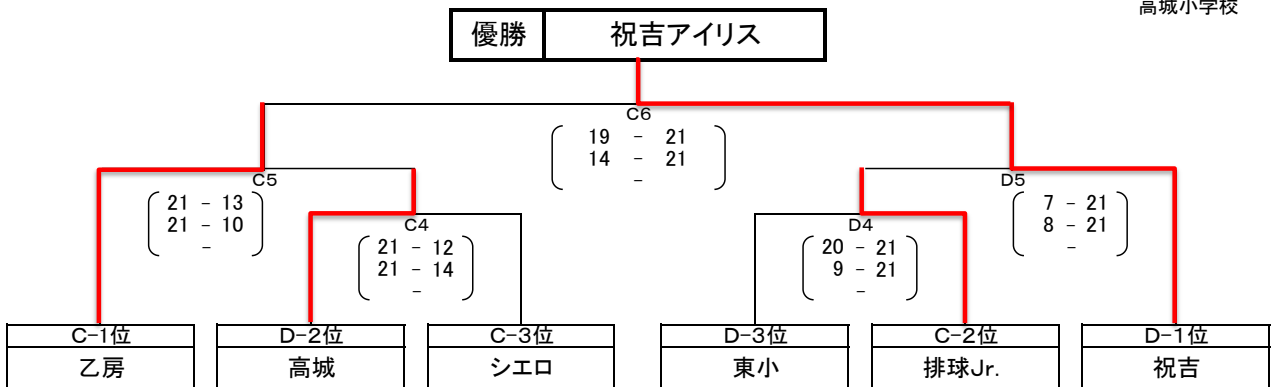 高城小学校
優勝 祝吉アイリス
C6
19 - 21
14 - 21
-
C5
21 - 13
21 - 10
-
D5
7 - 21
8 - 21
-
C4
21 - 12
21 - 14
-
D4
20 - 21
9 - 21
-
C-1位 D-2位 C-3位 D-3位 C-2位 D-1位
乙房 高城 シエロ 東小 排球Jr. 祝吉